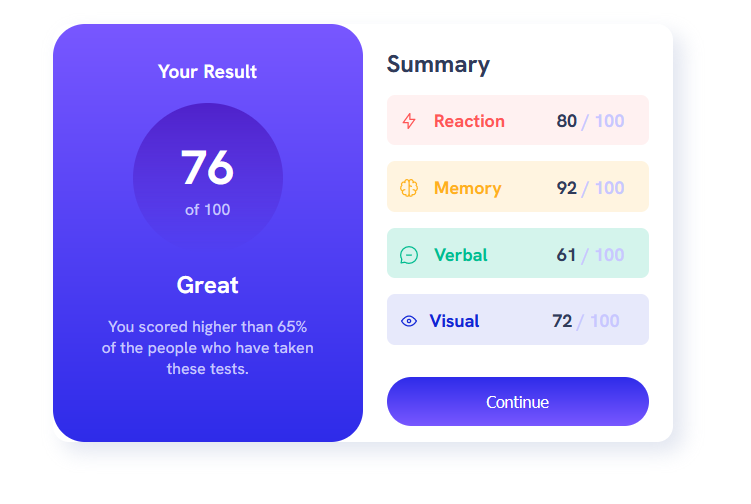 Your Result
76
of 100
Great
You scored higher than 65%
of the people who have taken
these tests.
Summary
Reaction 80 / 100
Memory 92 / 100
Verbal 61 / 100
Visual 72 / 100
Continue